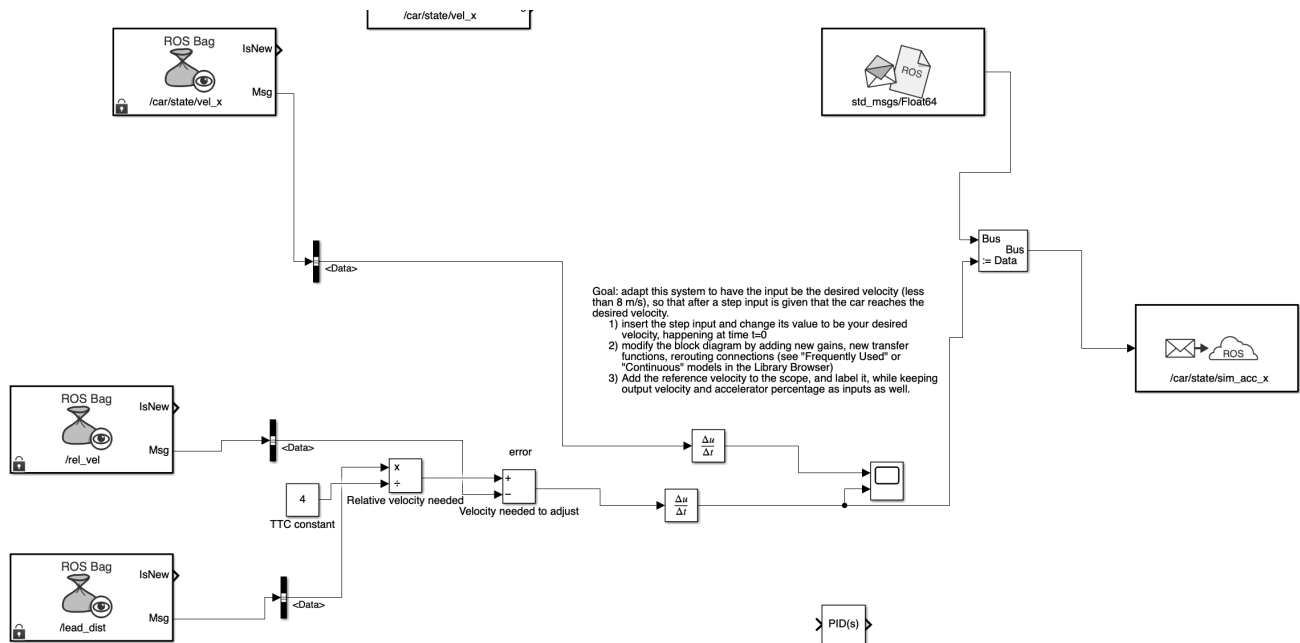 /car/state/vel_x
ROS Bag
IsNew
Msg
/car/state/vel_x
ROS
std_msgs/Float64
<Data>
Bus
Bus
:= Data
Goal: adapt this system to have the input be the desired velocity (less
than 8 m/s), so that after a step input is given that the car reaches the
desired velocity.
1) insert the step input and change its value to be your desired
velocity, happening at time t=0
2) modify the block diagram by adding new gains, new transfer
functions, rerouting connections (see "Frequently Used" or
"Continuous" models in the Library Browser)
3) Add the reference velocity to the scope, and label it, while keeping
output velocity and accelerator percentage as inputs as well.
ROS
/car/state/sim_acc_x
ROS Bag
IsNew
Msg
/rel_vel
<Data>
x
÷
Relative velocity needed
4
TTC constant
error
+
−
Velocity needed to adjust
Δu
Δt
Δu
Δt
ROS Bag
IsNew
Msg
/lead_dist
<Data>
PID(s)